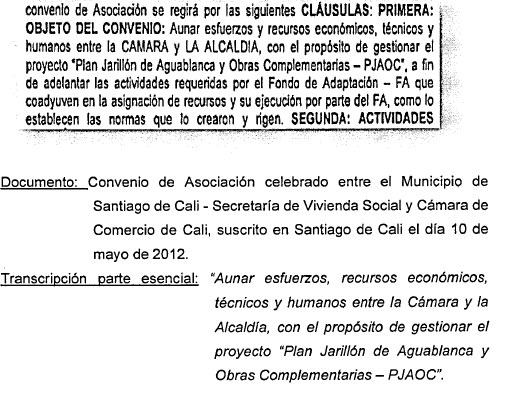 convenio de Asociación se regirá por las siguientes CLÁUSULAS: PRIMERA:
OBJETO DEL CONVENIO: Aunar esfuerzos y recursos económicos, técnicos y
humanos entre la CAMARA y LA ALCALDIA, con el propósito de gestionar el
proyecto "Plan Jarillón de Aguablanca y Obras Complementarias – PJAOC", a fin
de adelantar las actividades requeridas por el Fondo de Adaptación – FA que
coadyuven en la asignación de recursos y su ejecución por parte del FA, como lo
establecen las normas que lo crearon y rigen. SEGUNDA: ACTIVIDADES
Documento: Convenio de Asociación celebrado entre el Municipio de
Santiago de Cali - Secretaría de Vivienda Social y Cámara de
Comercio de Cali, suscrito en Santiago de Cali el día 10 de
mayo de 2012.
Transcripción parte esencial: "Aunar esfuerzos, recursos económicos,
técnicos y humanos entre la Cámara y la
Alcaldía, con el propósito de gestionar el
proyecto "Plan Jarillón de Aguablanca y
Obras Complementarias – PJAOC".